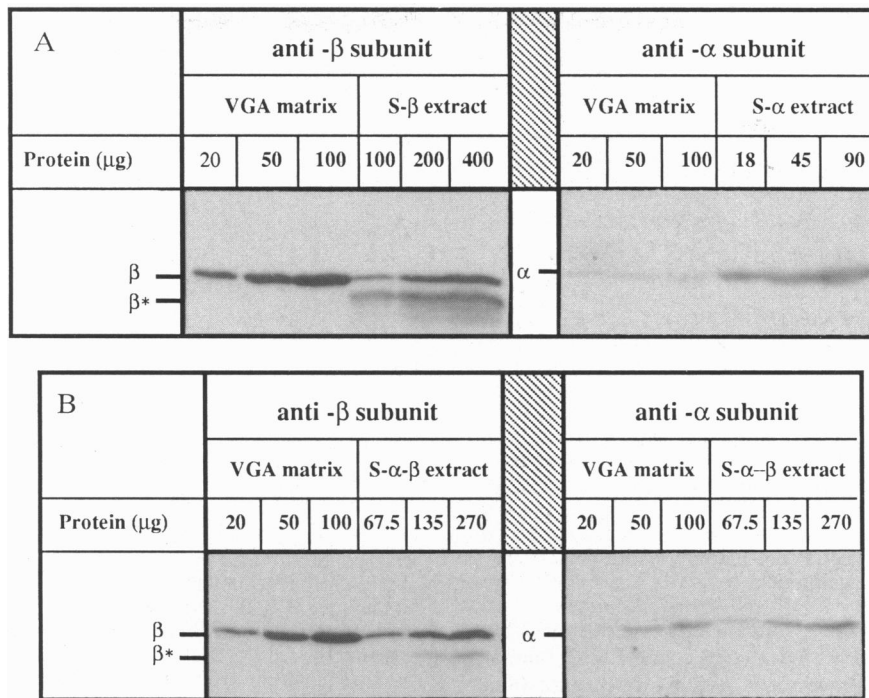 A
anti -β subunit
anti -α subunit
VGA matrix
S-β extract
VGA matrix
S-α extract
Protein (μg)
20
50
100
100
200
400
20
50
100
18
45
90
β
β*
α
B
anti -β subunit
anti -α subunit
VGA matrix
S-α-β extract
VGA matrix
S-α--β extract
Protein (μg)
20
50
100
67.5
135
270
20
50
100
67.5
135
270
β
β*
α